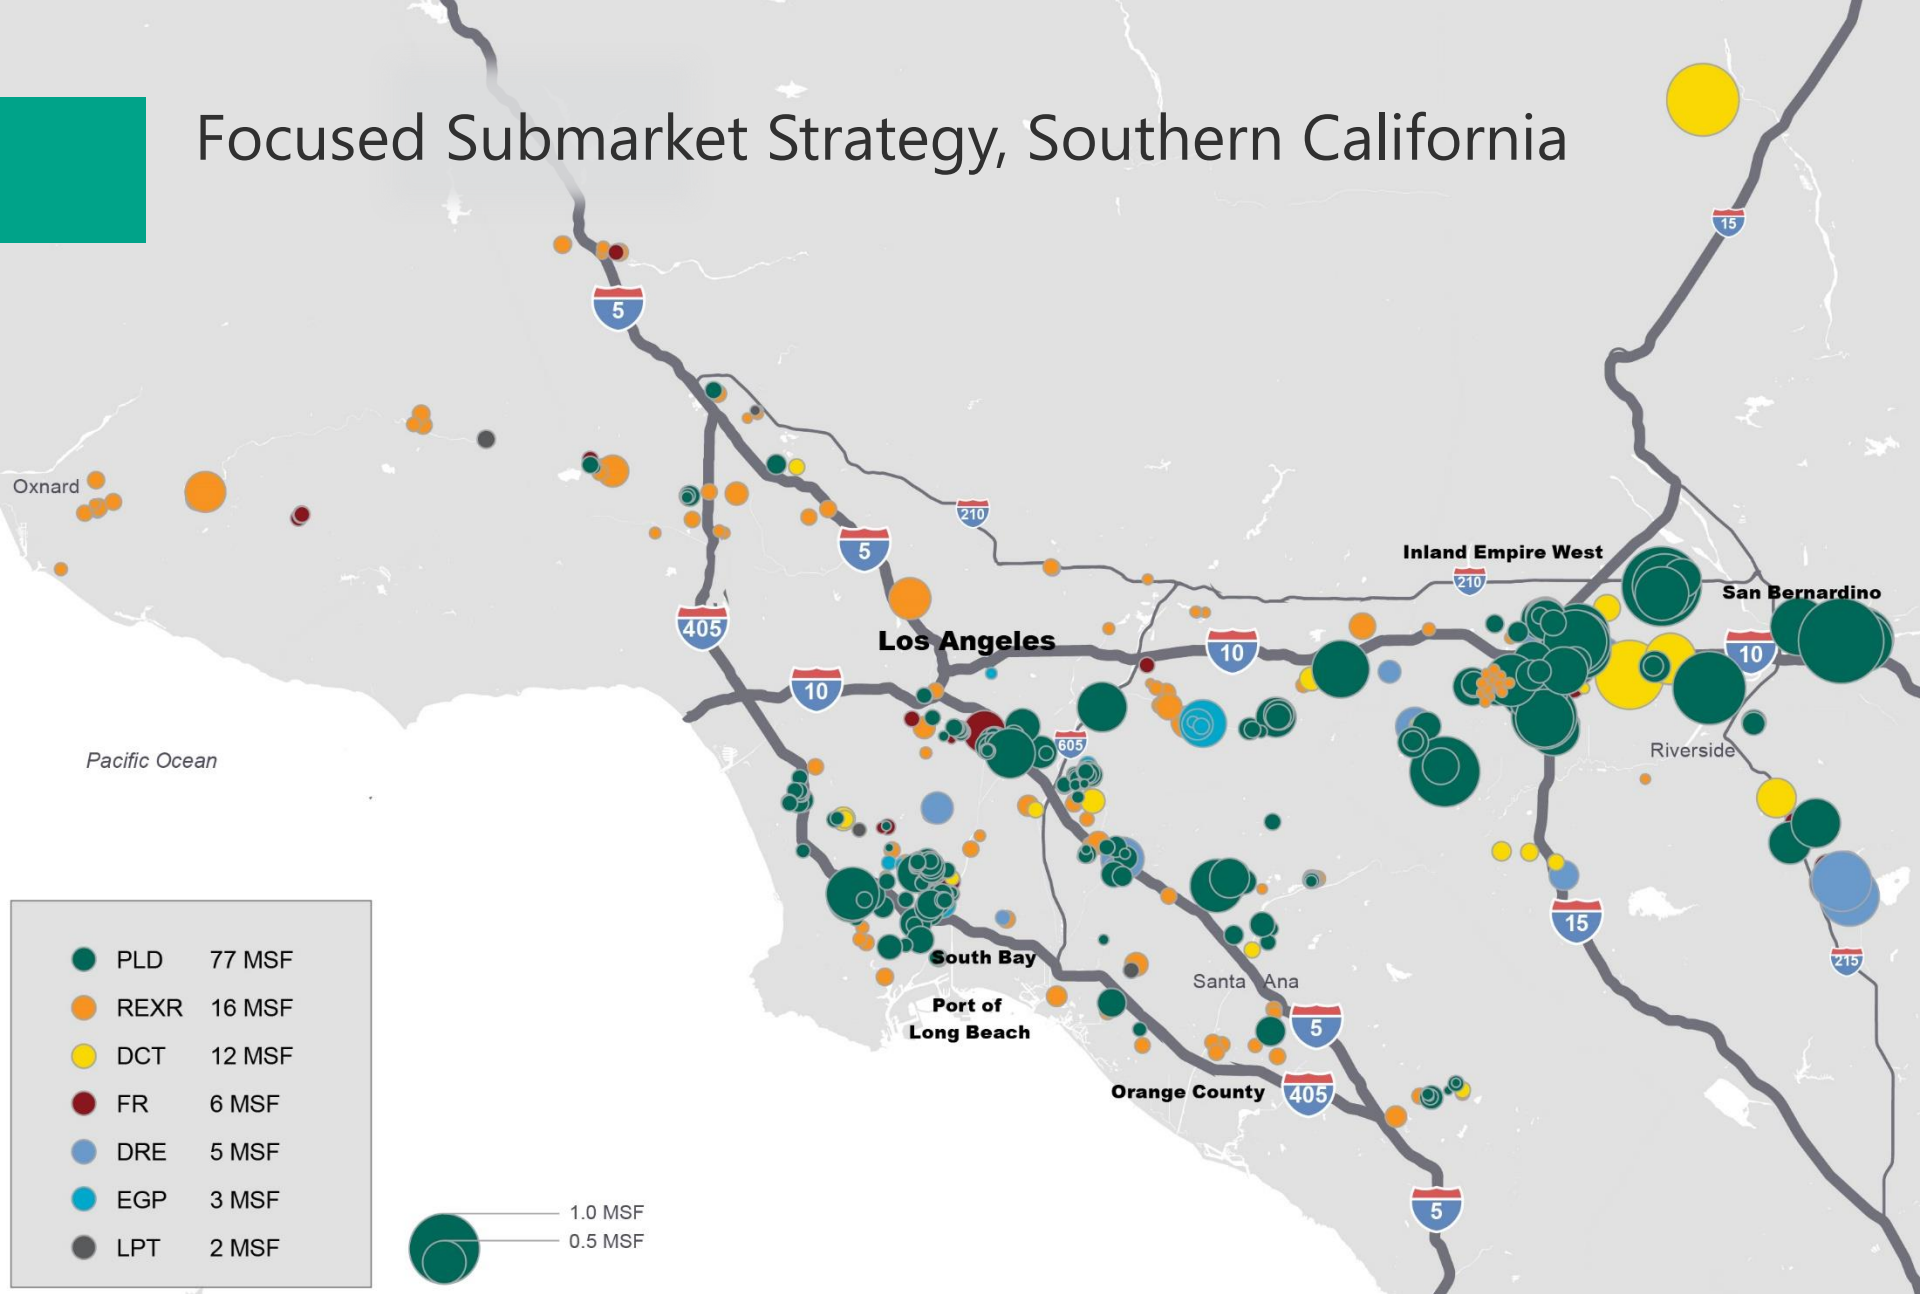 Focused Submarket Strategy, Southern California
15
5
Oxnard
210
5
Inland Empire West
210
San Bernardino
405
Los Angeles
10
10
10
605
Riverside
Pacific Ocean
15
South Bay
215
Santa Ana
Port of
Long Beach
5
Orange County
405
5
PLD 77 MSF
REXR 16 MSF
DCT 12 MSF
FR 6 MSF
DRE 5 MSF
EGP 3 MSF
LPT 2 MSF
1.0 MSF
0.5 MSF